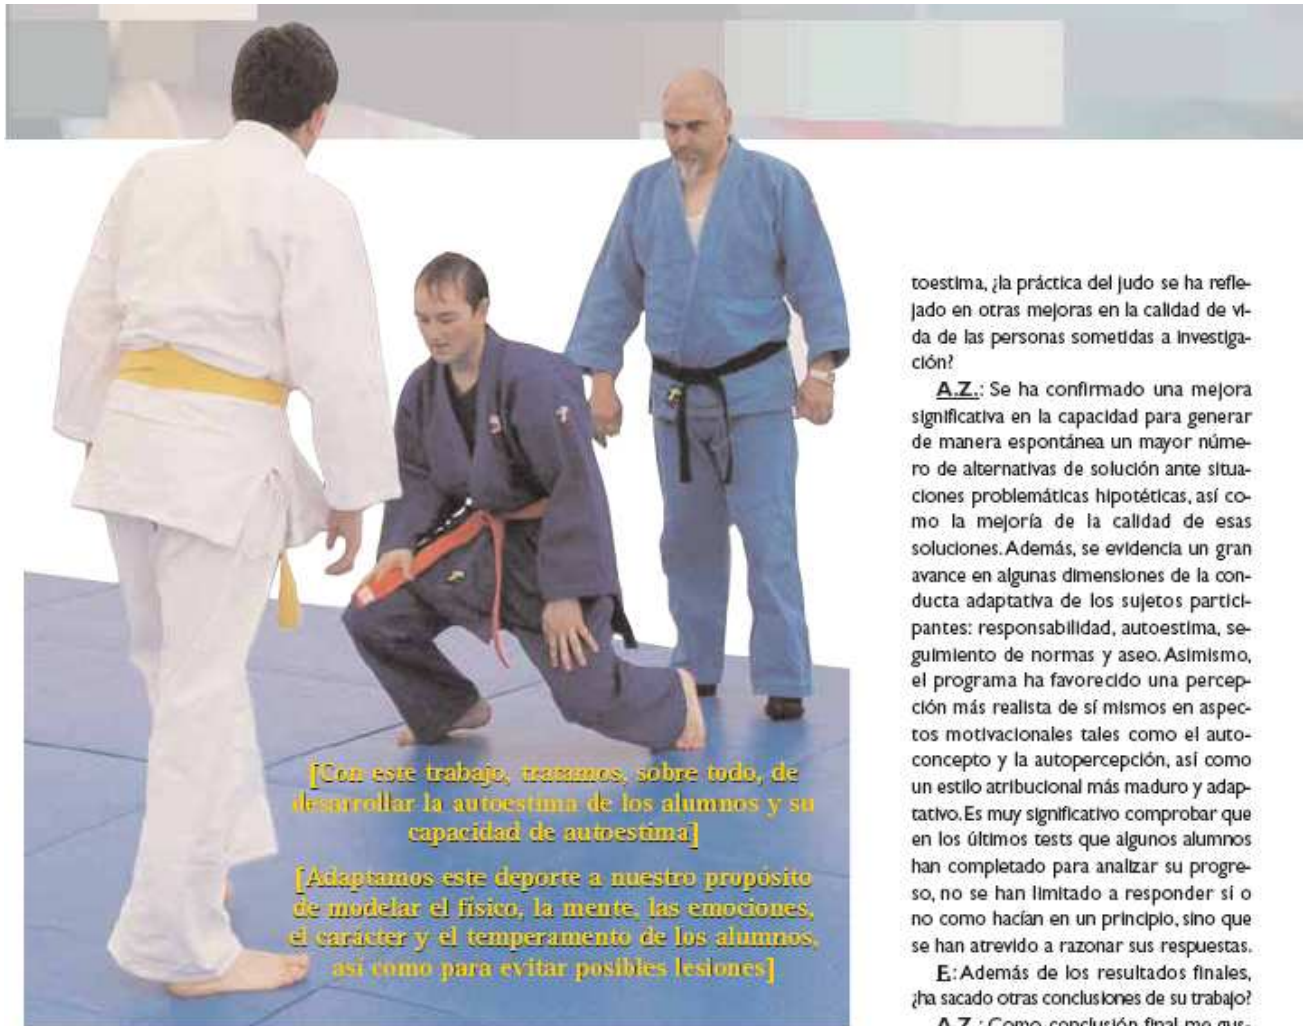 [Con este trabajo, tratamos, sobre todo, de
desarrollar la autoestima de los alumnos y su
capacidad de autoestima]
[Adaptamos este deporte a nuestro propósito
de modelar el físico, la mente, las emociones,
el carácter y el temperamento de los alumnos,
así como para evitar posibles lesiones]
toestima, ¿la práctica del judo se ha refle-
jado en otras mejoras en la calidad de vi-
da de las personas sometidas a investiga-
ción?
A.Z.: Se ha confirmado una mejora
significativa en la capacidad para generar
de manera espontánea un mayor núme-
ro de alternativas de solución ante situa-
ciones problemáticas hipotéticas, así co-
mo la mejoría de la calidad de esas
soluciones. Además, se evidencia un gran
avance en algunas dimensiones de la con-
ducta adaptativa de los sujetos partici-
pantes: responsabilidad, autoestima, se-
guimiento de normas y aseo. Asimismo,
el programa ha favorecido una percep-
ción más realista de sí mismos en aspec-
tos motivacionales tales como el auto-
concepto y la autopercepción, así como
un estilo atribucional más maduro y adap-
tativo. Es muy significativo comprobar que
en los últimos tests que algunos alumnos
han completado para analizar su progre-
so, no se han limitado a responder sí o
no como hacían en un principio, sino que
se han atrevido a razonar sus respuestas.
E.: Además de los resultados finales,
¿ha sacado otras conclusiones de su trabajo?
A.Z.: Como conclusión final me gus-